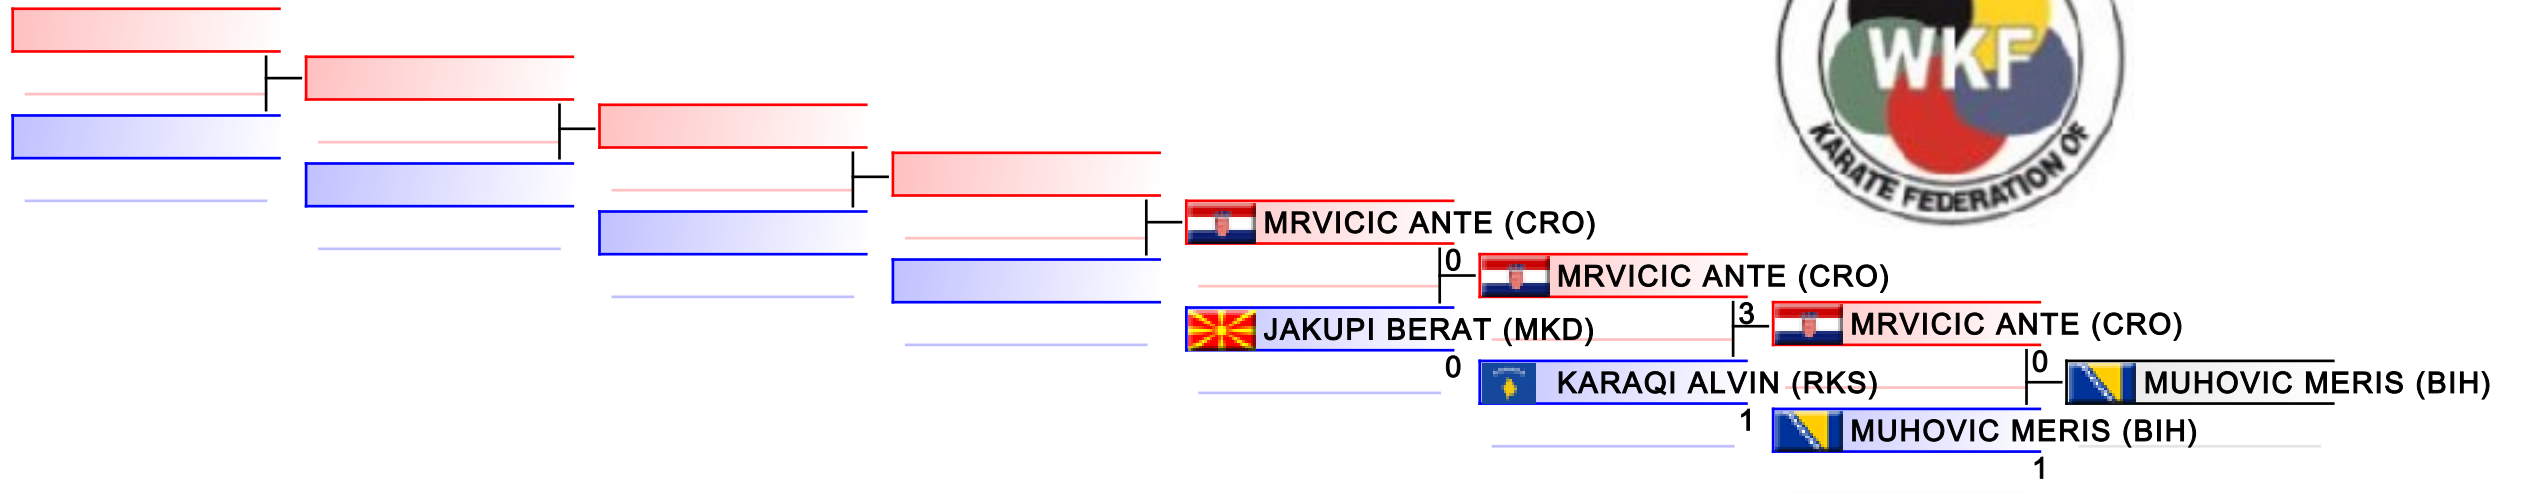 WKF
KARATE FEDERATION OF
MRVICIC ANTE (CRO)
0
MRVICIC ANTE (CRO)
3
MRVICIC ANTE (CRO)
JAKUPI BERAT (MKD)
0
0
KARAQI ALVIN (RKS)
MUHOVIC MERIS (BIH)
1
MUHOVIC MERIS (BIH)
1